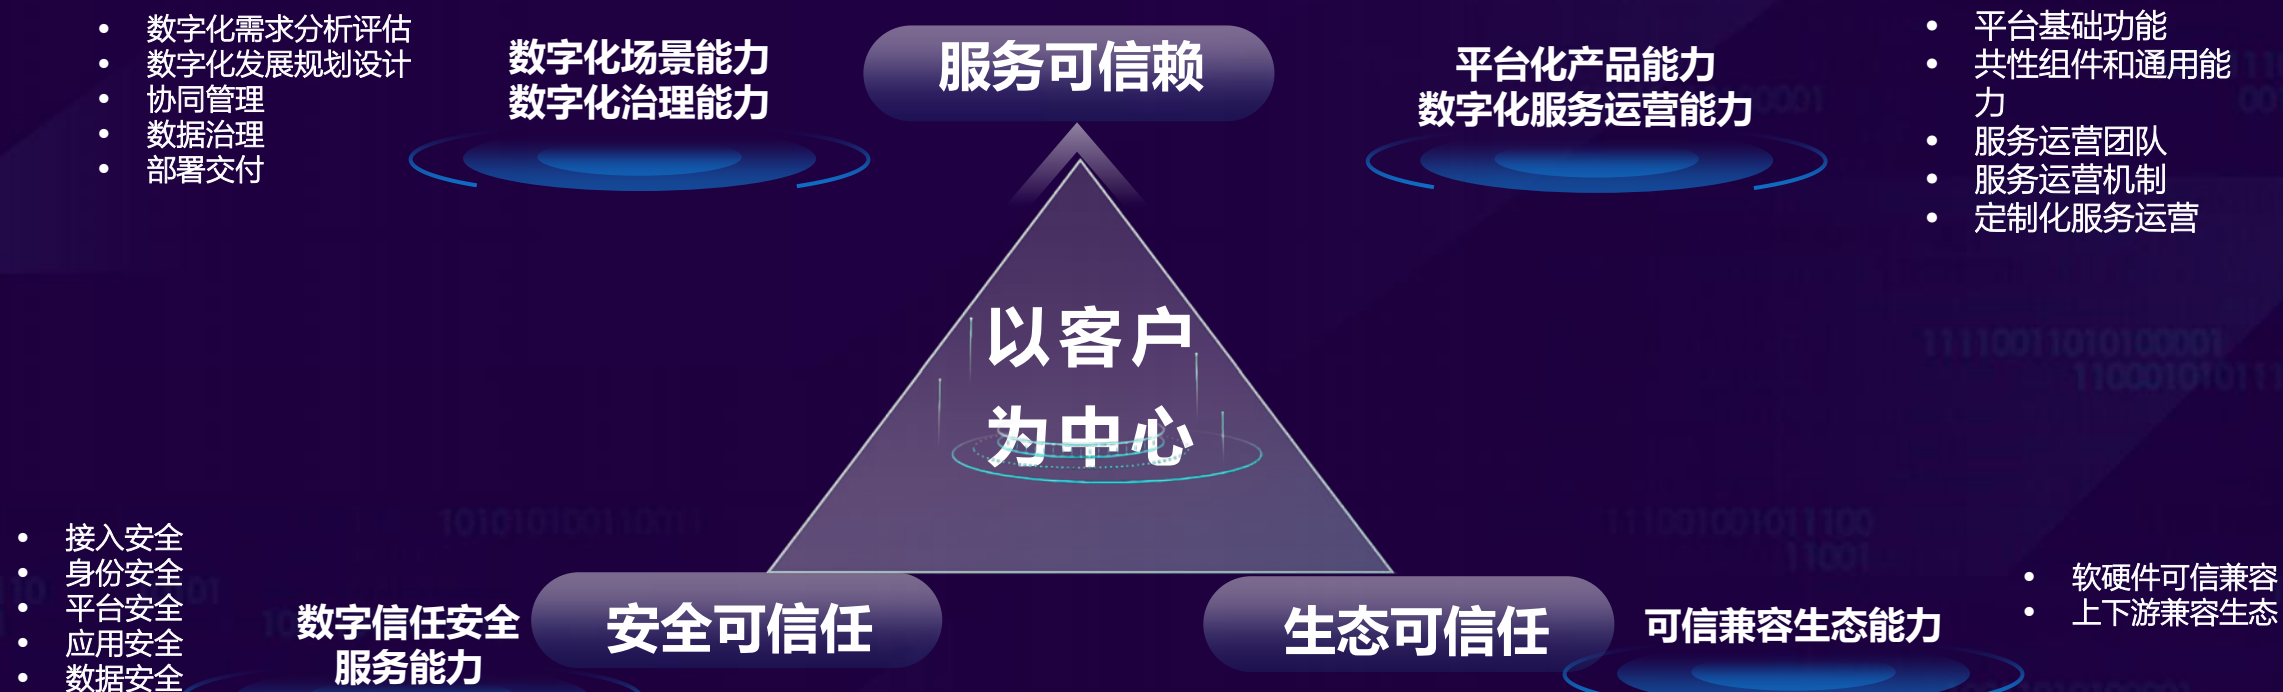 • 数字化需求分析评估
• 数字化发展规划设计
• 协同管理
• 数据治理
• 部署交付
数字化场景能力
数字化治理能力
服务可信赖
平台化产品能力
数字化服务运营能力
• 平台基础功能
• 共性组件和通用能
力
• 服务运营团队
• 服务运营机制
• 定制化服务运营
以客户
为中心
• 接入安全
• 身份安全
• 平台安全
• 应用安全
• 数据安全
数字信任安全
服务能力
安全可信任
生态可信任
可信兼容生态能力
• 软硬件可信兼容
• 上下游兼容生态